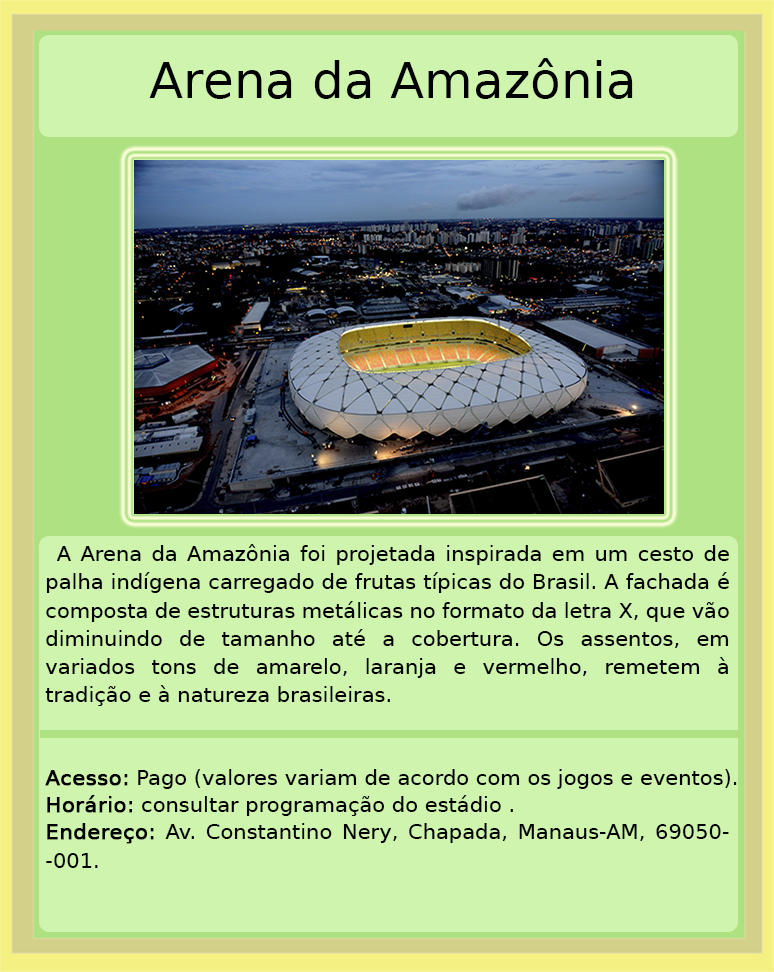 Arena da Amazônia
A Arena da Amazônia foi projetada inspirada em um cesto de
palha indígena carregado de frutas típicas do Brasil. A fachada é
composta de estruturas metálicas no formato da letra X, que vão
diminuindo de tamanho até a cobertura. Os assentos, em
variados tons de amarelo, laranja e vermelho, remetem à
tradição e à natureza brasileiras.
Acesso: Pago (valores variam de acordo com os jogos e eventos).
Horário: consultar programação do estádio .
Endereço: Av. Constantino Nery, Chapada, Manaus-AM, 69050-
-001.